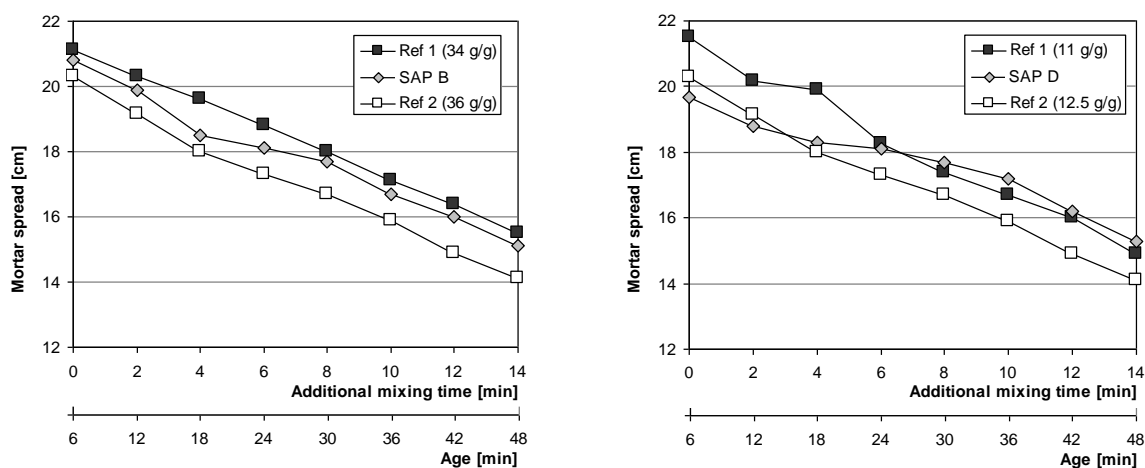 22
20
18
16
14
12
Mortar spread [cm]
Ref 1 (34 g/g)
SAP B
Ref 2 (36 g/g)
0 2 4 6 8 10 12 14
Additional mixing time [min]
6 12 18 24 30 36 42 48
Age [min]
22
20
18
16
14
12
Mortar spread [cm]
Ref 1 (11 g/g)
SAP D
Ref 2 (12.5 g/g)
0 2 4 6 8 10 12 14
Additional mixing time [min]
6 12 18 24 30 36 42 48
Age [min]